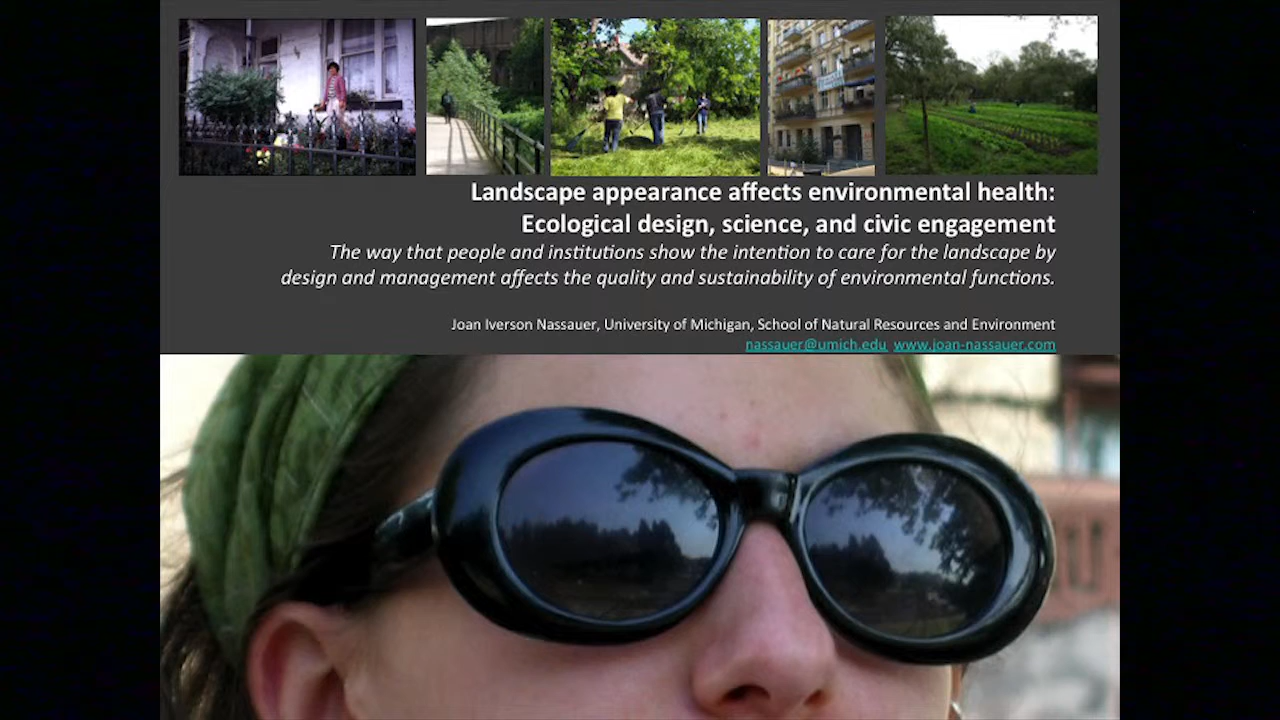 Landscape appearance affects environmental health:
Ecological design, science, and civic engagement
The way that people and institutions show the intention to care for the landscape by
design and management affects the quality and sustainability of environmental functions.
Joan Iverson Nassauer, University of Michigan, School of Natural Resources and Environment
nassauer@umich.edu www.joan-nassauer.com